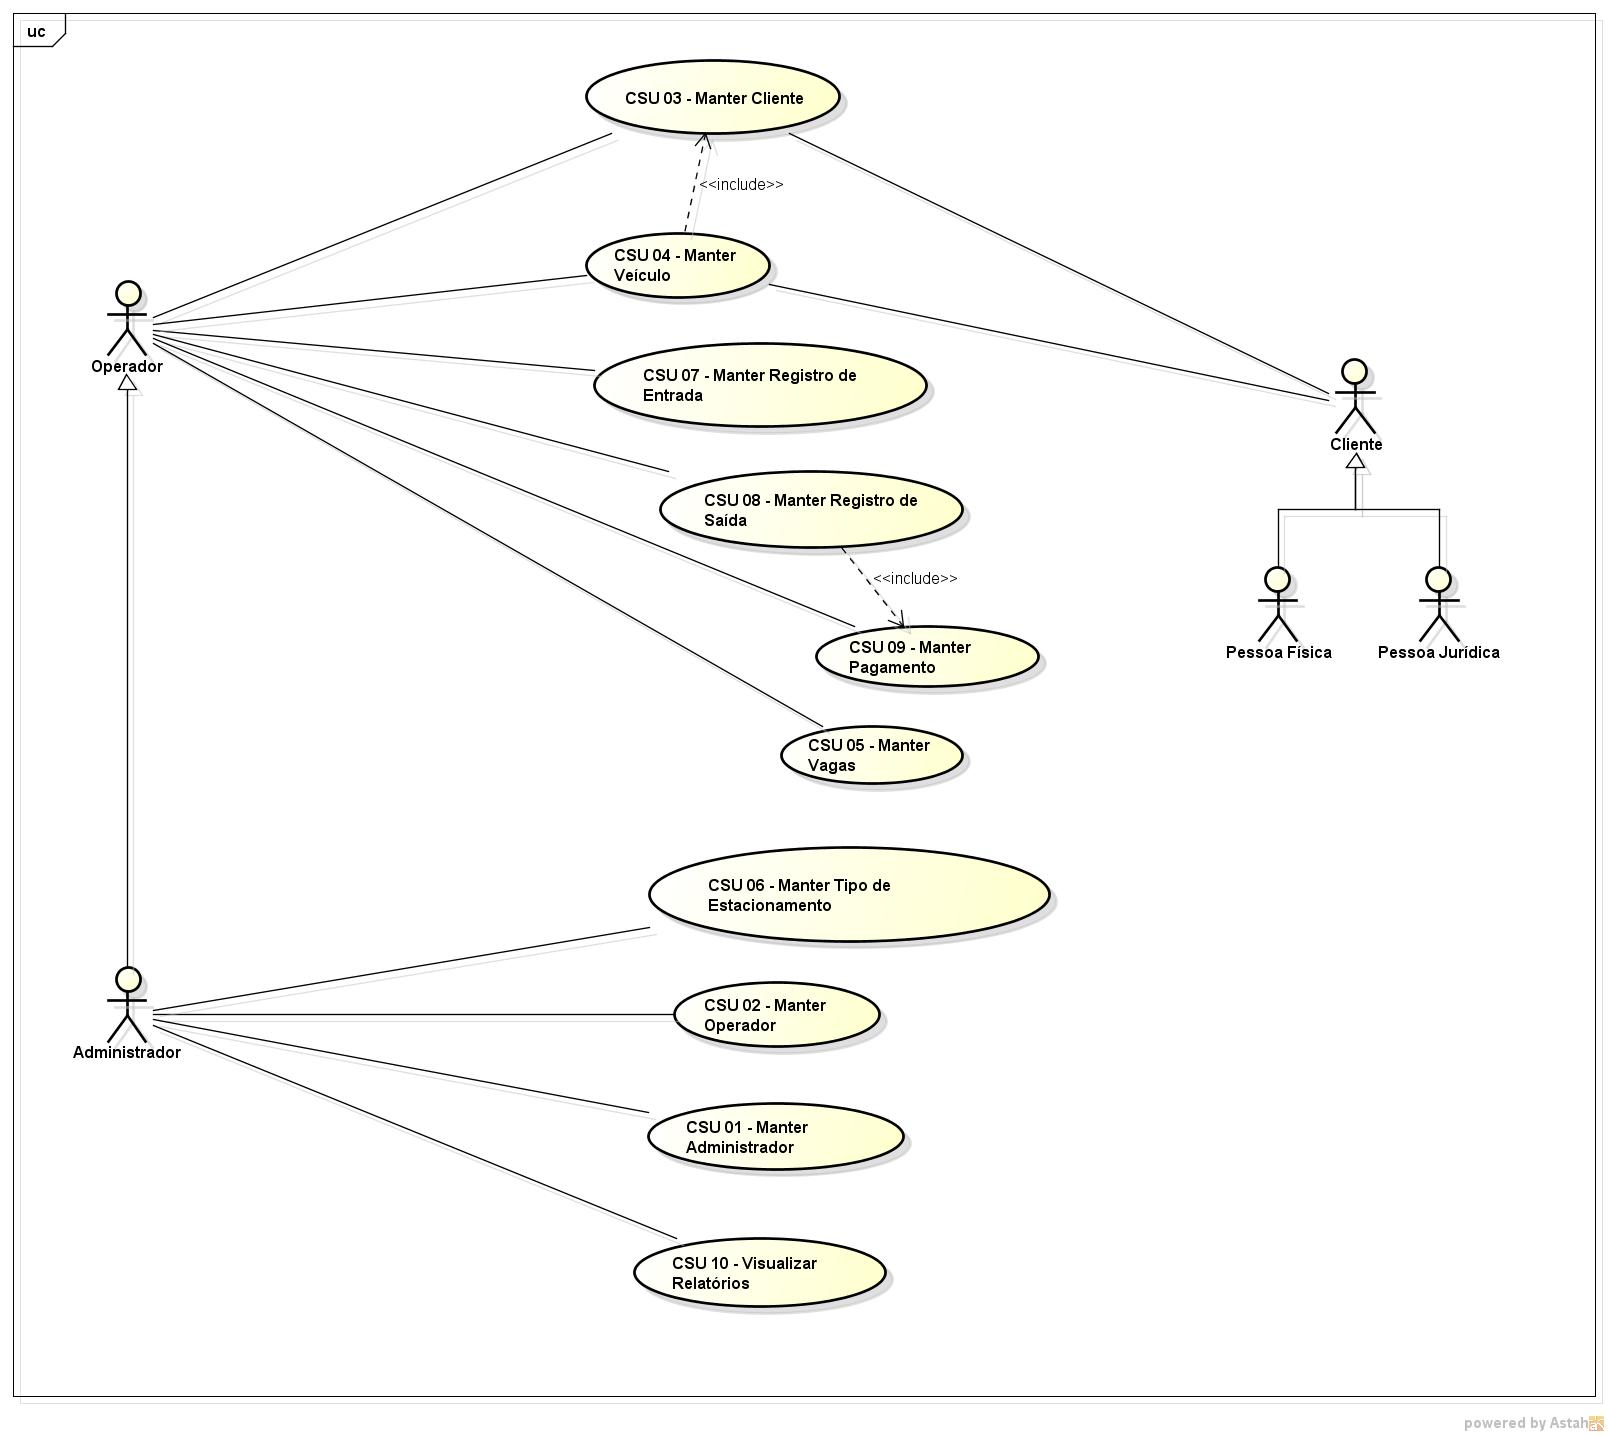 uc
CSU 03 - Manter Cliente
<<include>>
CSU 04 - Manter
Veículo
Operador
CSU 07 - Manter Registro de
Entrada
Cliente
CSU 08 - Manter Registro de
Saída
<<include>>
CSU 09 - Manter
Pagamento
Pessoa Física
Pessoa Jurídica
CSU 05 - Manter
Vagas
CSU 06 - Manter Tipo de
Estacionamento
CSU 02 - Manter
Operador
Administrador
CSU 01 - Manter
Administrador
CSU 10 - Visualizar
Relatórios
powered by Astah